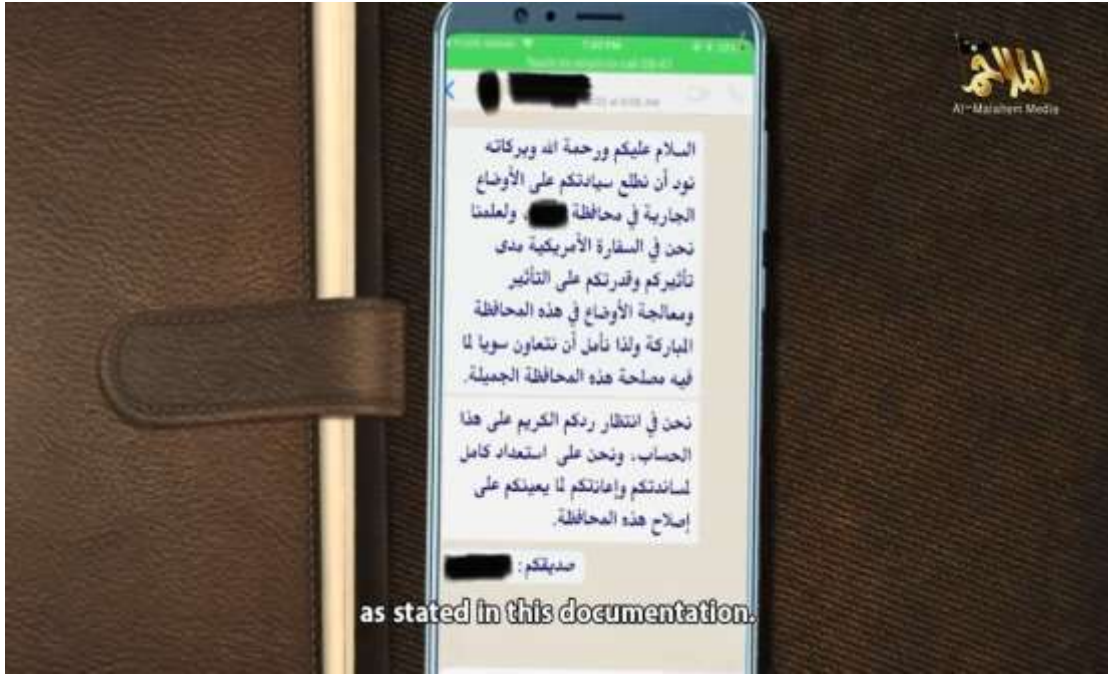 الملاحم
Al-Malahem Media
السلام عليكم ورحمة الله وبركاته
نود أن نطلع سيادتكم على الأوضاع
الجارية في محافظة ، ولعلمنا
نحن في السفارة الأمريكية مدى
تأثيركم وقدرتكم على التأثير
ومعالجة الأوضاع في هذه المحافظة
المباركة ولذا نأمل أن نتعاون سويا لما
فيه مصلحة هذه المحافظة الجميلة.
نحن في انتظار ردكم الكريم على هذا
الحساب، ونحن على استعداد كامل
لمساندتكم وإعانتكم لما يعينكم على
إصلاح هذه المحافظة.
صديقكم :
as stated in this documentation.